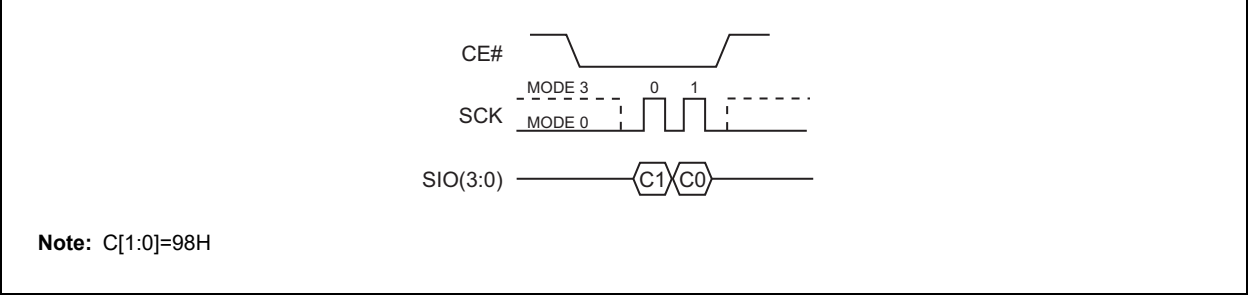 CE#
MODE 3 0 1
SCK
MODE 0
SIO(3:0) C1 C0
Note: C[1:0]=98H